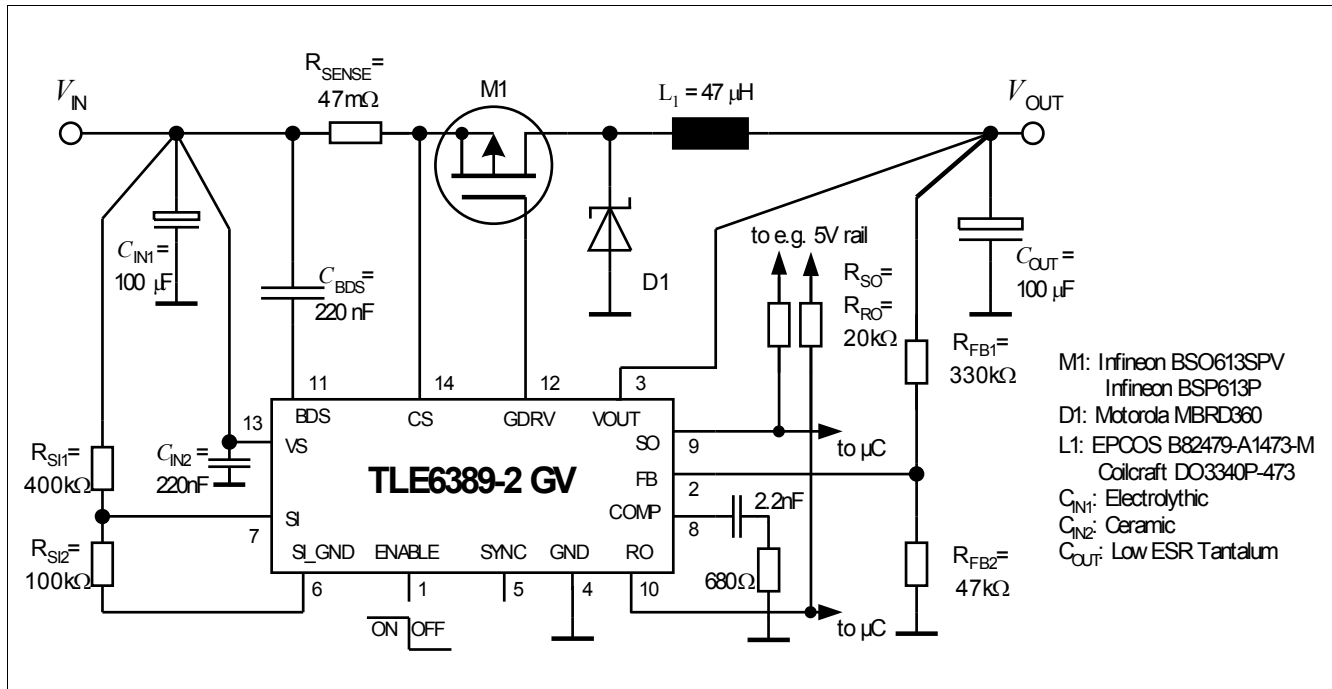 R_SENSE=
47mΩ
M1
L₁ = 47 µH
V_IN
V_OUT
C_IN1=
100 µF
C_BDS=
220 nF
D1
to e.g. 5V rail
R_SO=
R_RO=
20kΩ
C_OUT=
100 µF
R_FB1=
330kΩ
M1: Infineon BSO613SPV
Infineon BSP613P
D1: Motorola MBRD360
L1: EPCOS B82479-A1473-M
Coilcraft DO3340P-473
C_IN1: Electrolythic
C_IN2: Ceramic
C_OUT: Low ESR Tantalum
11
14
12
3
13
BDS
CS
GDRV
VOUT
VS
SO
9
to µC
R_SI1=
400kΩ
C_IN2=
220nF
TLE6389-2 GV
FB
2
2.2nF
COMP
8
SI
7
R_SI2=
100kΩ
SI_GND
ENABLE
SYNC
GND
RO
6
1
5
4
10
680Ω
R_FB2=
47kΩ
ON
OFF
to µC